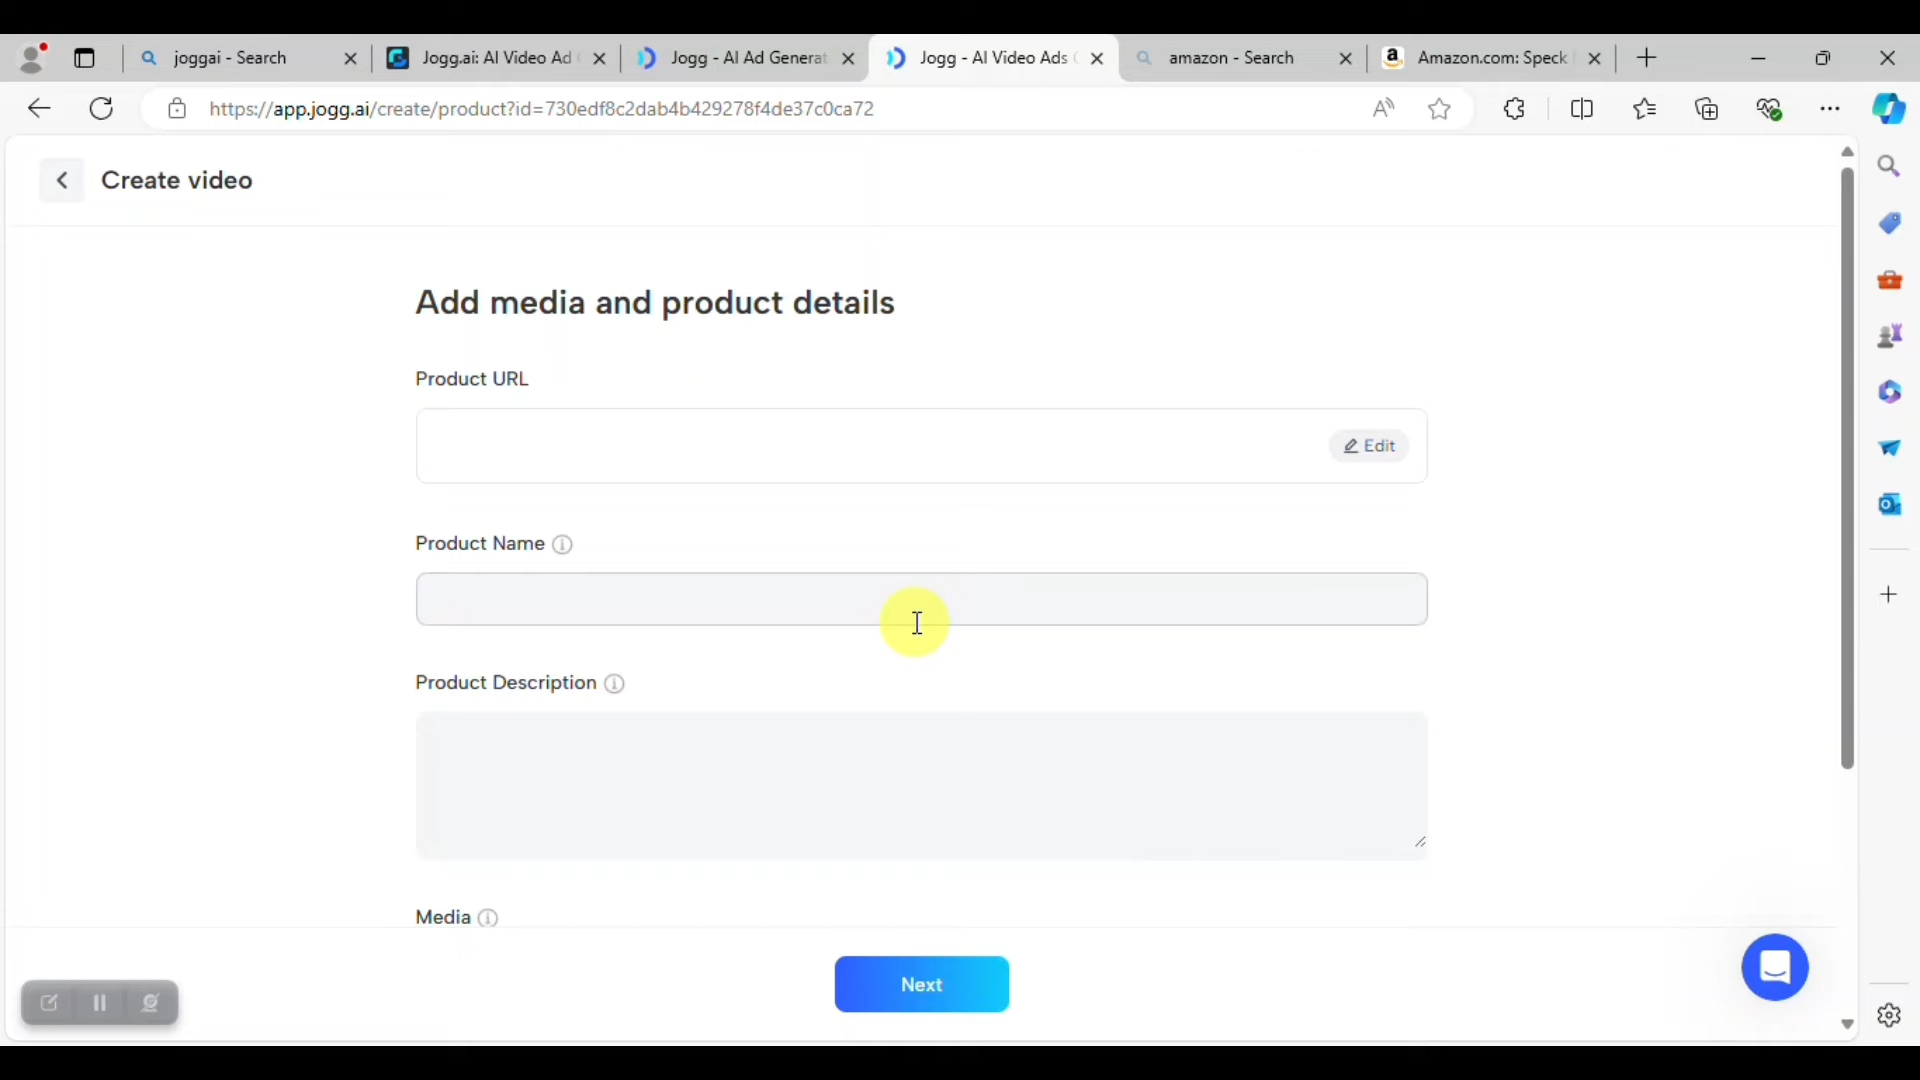 joggai - Search
Jogg.ai: AI Video Ad
Jogg - AI Ad Generat
Jogg - AI Video Ads
amazon - Search
a
Amazon.com: Speck
https://app.jogg.ai/create/product?id=730edf8c2dab4b429278f4de37c0ca72
Create video
Add media and product details
Product URL
Edit
Product Name
Product Description
Media
Next